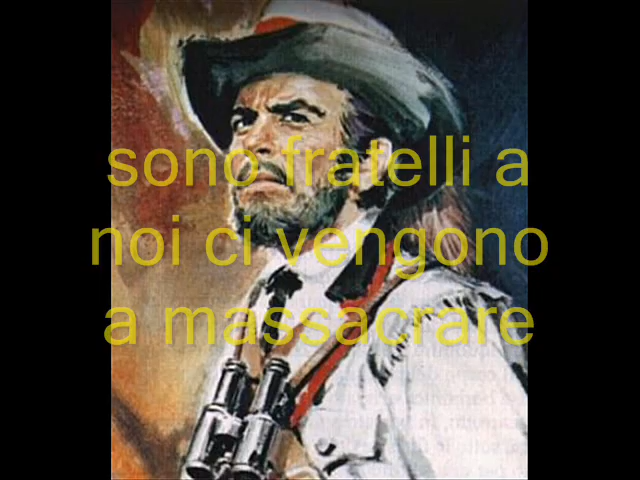 sono fratelli a
noi ci vengono
a massacrare